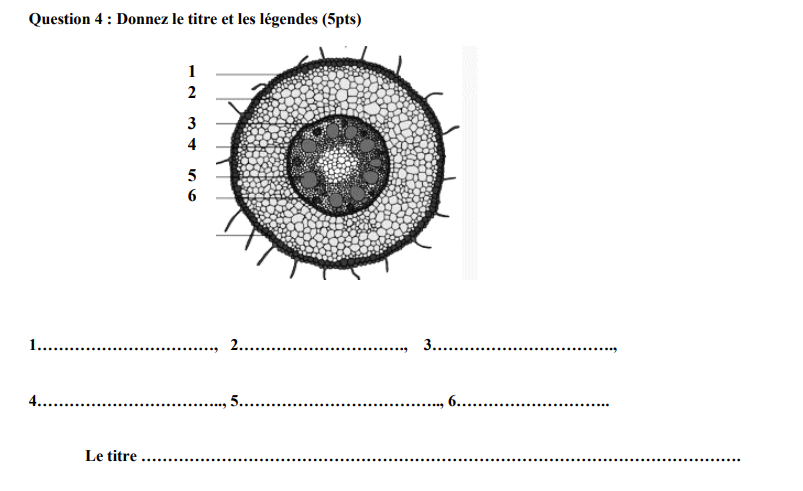 Question 4 : Donnez le titre et les légendes (5pts)
1
2
3
4
5
6
1……………………………., 2…………………………., 3…………………………….,
4…………………………….., 5………………………………….., 6………………………..
Le titre ……………………………………………………………………………………………………